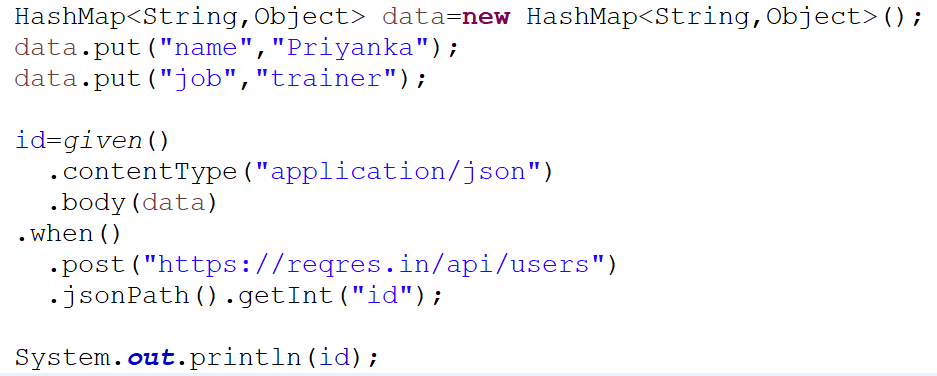 HashMap<String,Object> data=new HashMap<String,Object>();
data.put("name","Priyanka");
data.put("job","trainer");
id=given()
.contentType("application/json")
.body(data)
.when()
.post("https://reqres.in/api/users")
.jsonPath().getInt("id");
System.out.println(id);